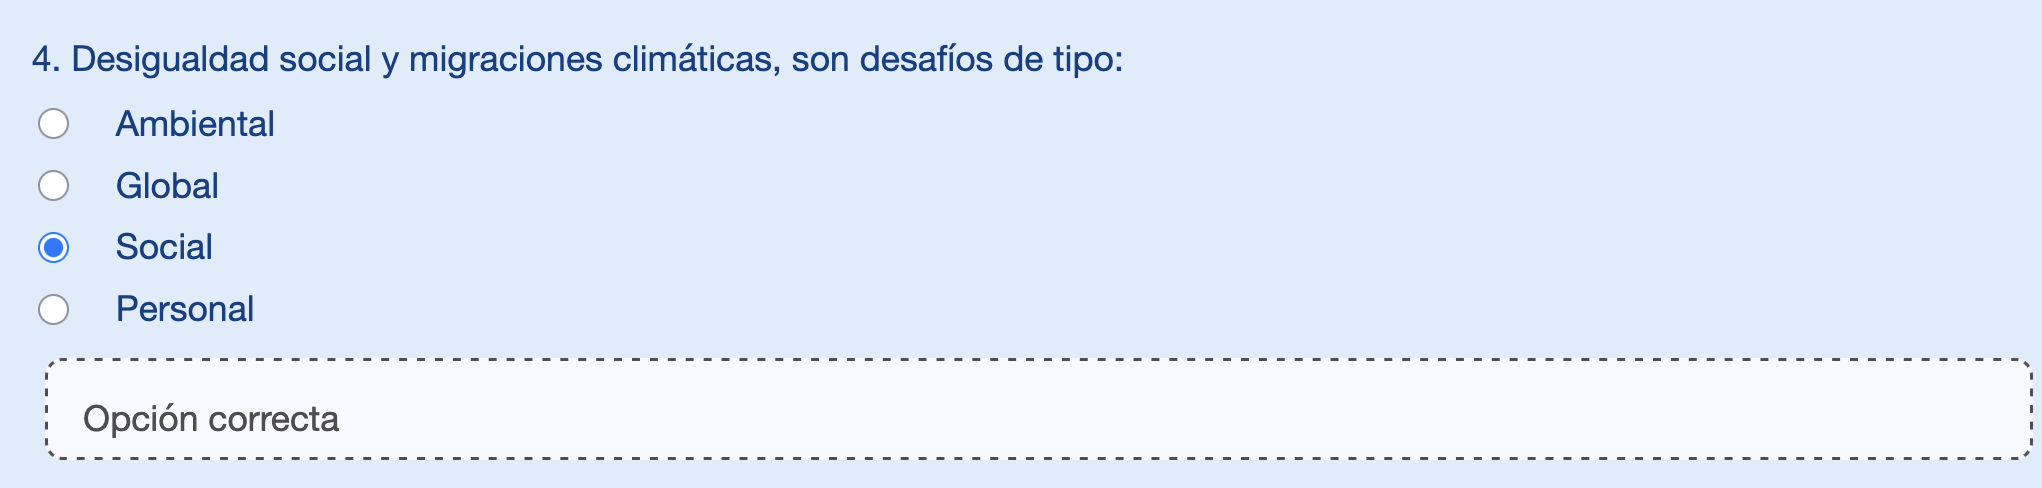 4. Desigualdad social y migraciones climáticas, son desafíos de tipo:
Ambiental
Global
Social
Personal
Opción correcta